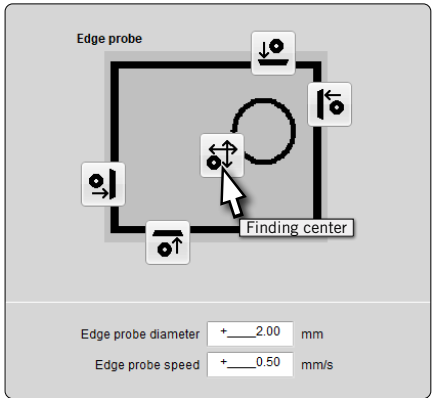 Edge probe
Finding center
Edge probe diameter +____2.00 mm
Edge probe speed +____0.50 mm/s